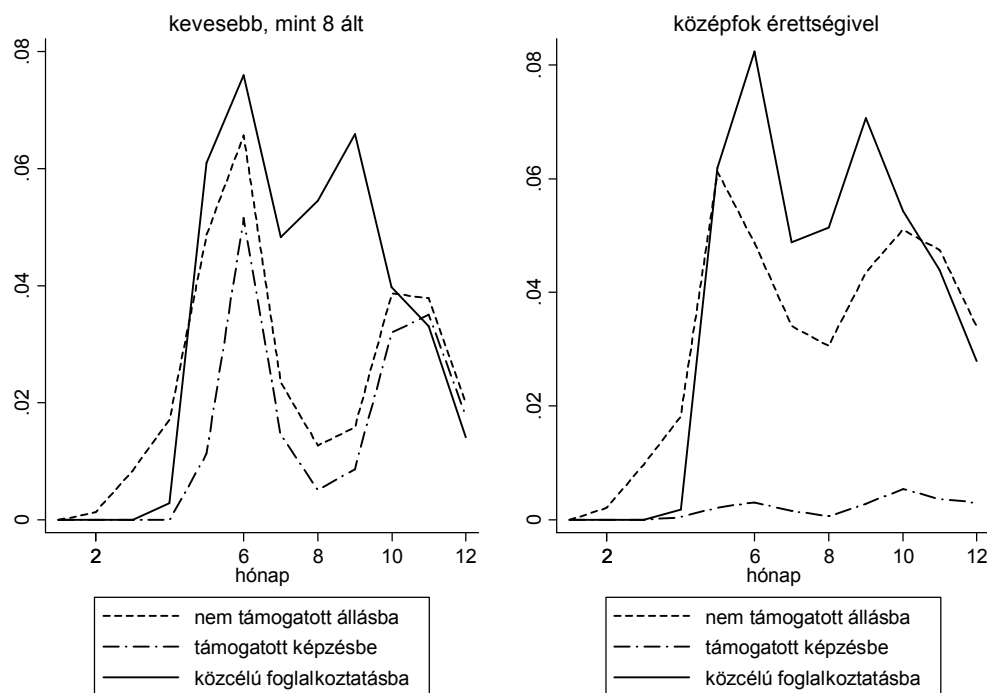 kevesebb, mint 8 ált
.08
.06
.04
.02
0
2
6
8
10
12
hónap
nem támogatott állásba
támogatott képzésbe
közcélú foglalkoztatásba
középfok érettségivel
.08
.06
.04
.02
0
2
6
8
10
12
hónap
nem támogatott állásba
támogatott képzésbe
közcélú foglalkoztatásba